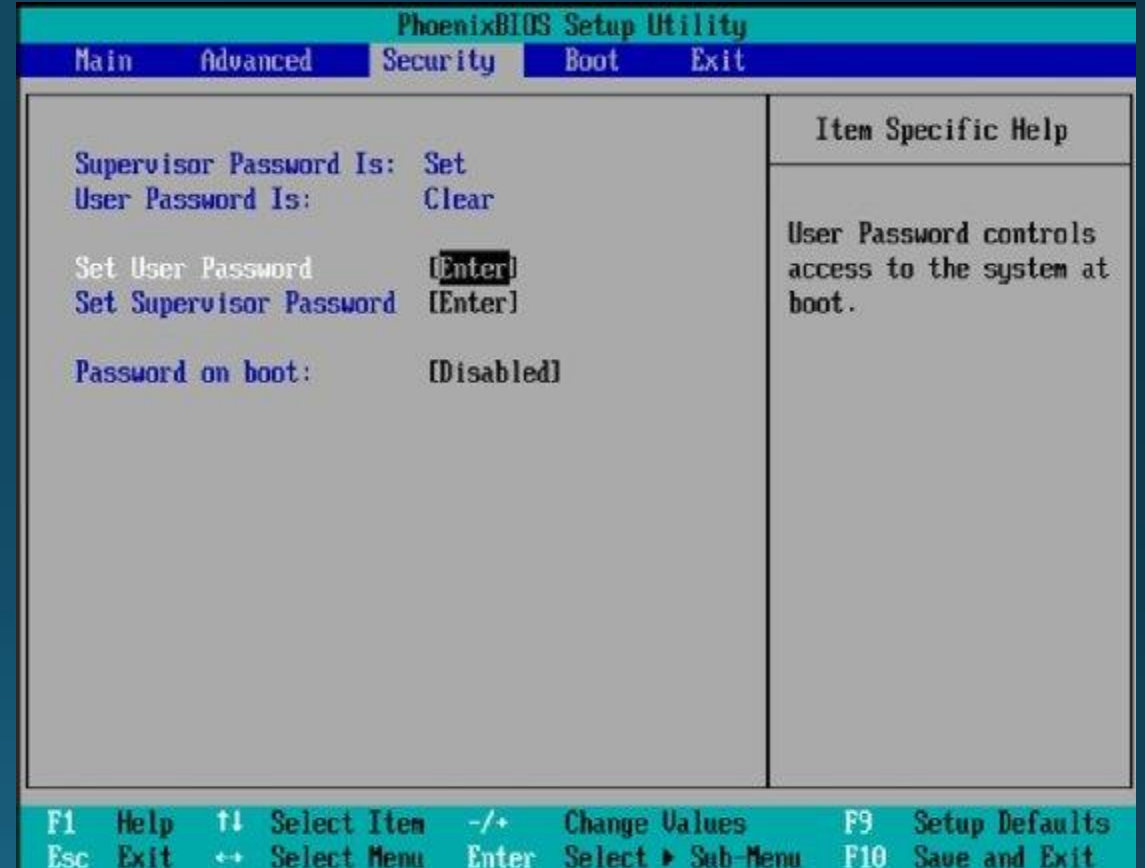 PhoenixBIOS Setup Utility
Main Advanced Security Boot Exit
Item Specific Help
Supervisor Password Is: Set
User Password Is: Clear
Set User Password [Enter]
Set Supervisor Password [Enter]
Password on boot: [Disabled]
User Password controls
access to the system at
boot.
F1 Help ↑↓ Select Item -/+ Change Values F9 Setup Defaults
Esc Exit ↔ Select Menu Enter Select ▶ Sub-Menu F10 Save and Exit